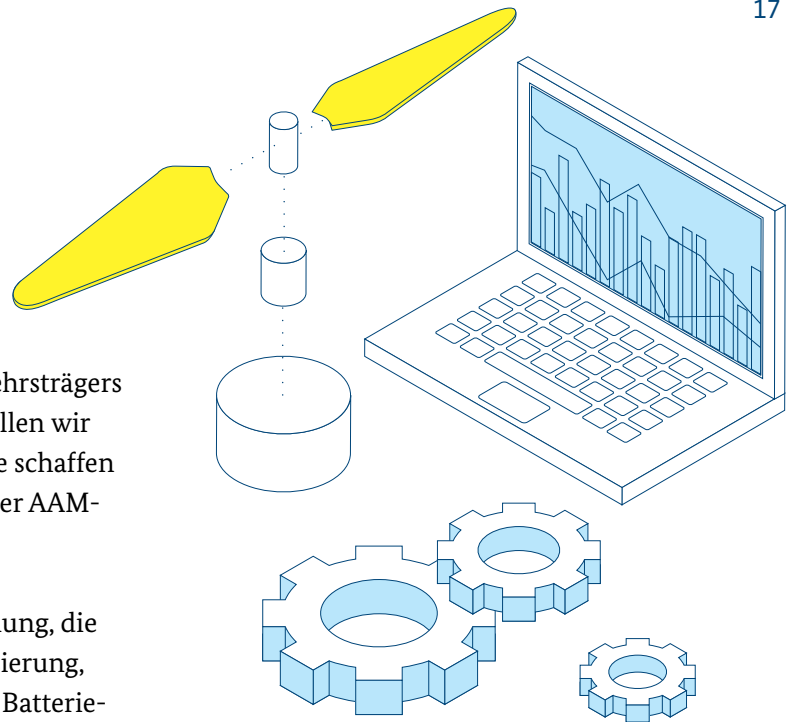 17
ehrsträgers
llen wir
e schaffen
er AAM-
ung, die
ierung,
Batterie-